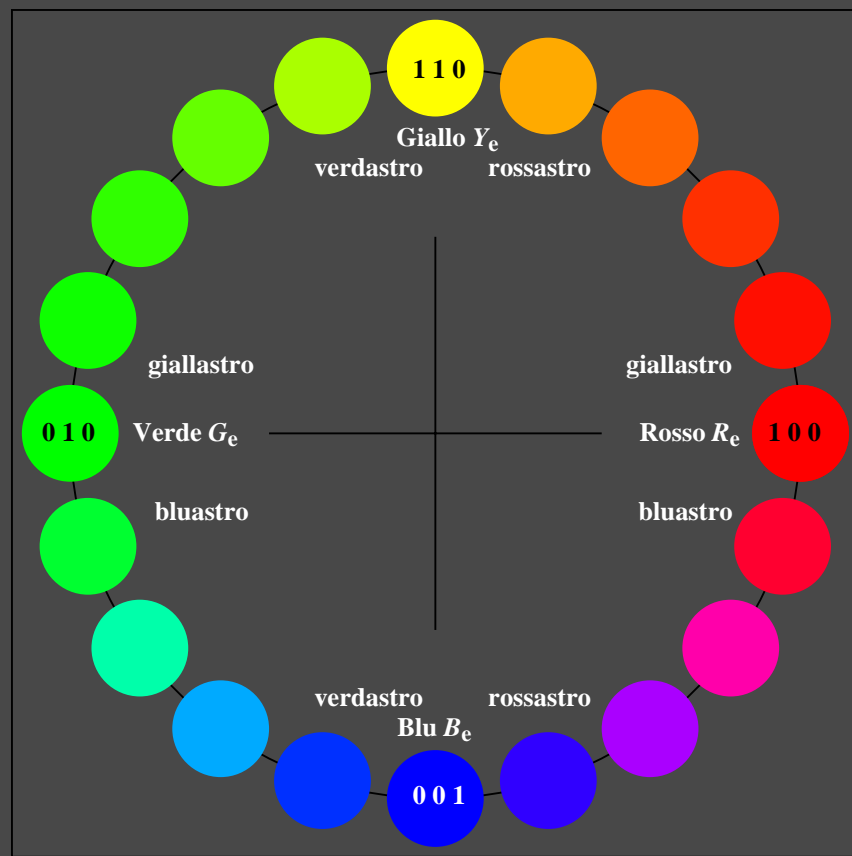 1 1 0
Giallo Ye
verdastro rossastro
giallastro giallastro
0 1 0 Verde Ge Rosso Re 1 0 0
bluastro bluastro
verdastro rossastro
Blu Be
0 0 1